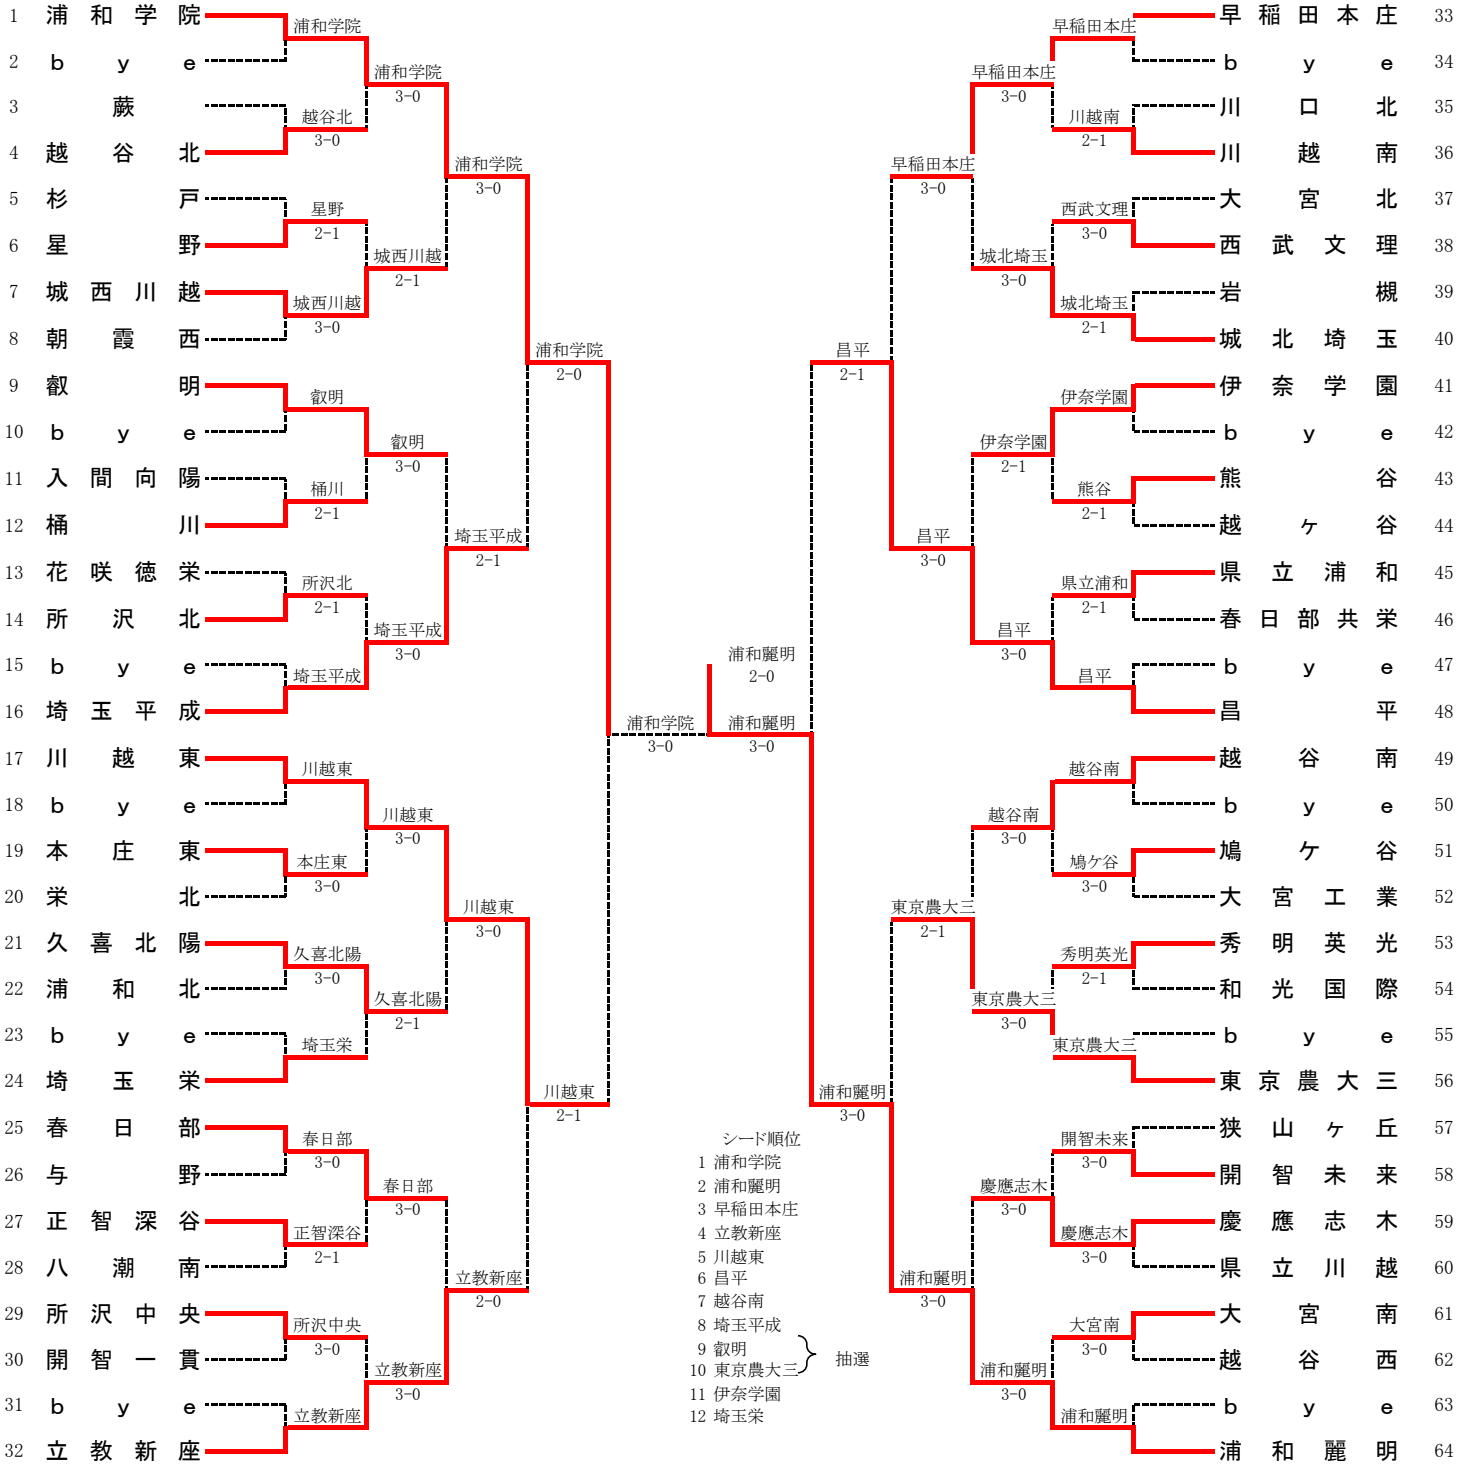 1 浦和学院
2 bye
3 蕨
4 越谷北
5 杉戸
6 星野
7 城西川越
8 朝霞西
9 叡明
10 bye
11 入間向陽
12 桶川
13 花咲徳栄
14 所沢北
15 bye
16 埼玉平成
17 川越東
18 bye
19 本庄東
20 栄北
21 久喜北陽
22 浦和北
23 bye
24 埼玉栄
25 春日部
26 与野
27 正智深谷
28 八潮南
29 所沢中央
30 開智一貫
31 bye
32 立教新座
浦和学院
越谷北
3-0
星野
2-1
城西川越
3-0
叡明
桶川
2-1
所沢北
2-1
埼玉平成
川越東
本庄東
3-0
久喜北陽
3-0
埼玉栄
春日部
3-0
正智深谷
2-1
所沢中央
3-0
立教新座
浦和学院
3-0
城西川越
2-1
叡明
3-0
埼玉平成
3-0
川越東
3-0
久喜北陽
2-1
春日部
3-0
立教新座
3-0
浦和学院
3-0
埼玉平成
2-1
川越東
3-0
立教新座
2-0
浦和学院
2-0
川越東
2-1
浦和学院
3-0
浦和麗明
2-0
浦和麗明
3-0
シード順位
1 浦和学院
2 浦和麗明
3 早稲田本庄
4 立教新座
5 川越東
6 昌平
7 越谷南
8 埼玉平成
9 叡明
10 東京農大三
抽選
11 伊奈学園
12 埼玉栄
昌平
2-1
浦和麗明
3-0
早稲田本庄
3-0
昌平
3-0
東京農大三
2-1
浦和麗明
3-0
早稲田本庄
3-0
城北埼玉
3-0
伊奈学園
2-1
昌平
3-0
越谷南
3-0
東京農大三
3-0
慶應志木
3-0
浦和麗明
3-0
早稲田本庄
川越南
2-1
西武文理
3-0
城北埼玉
2-1
伊奈学園
熊谷
2-1
県立浦和
2-1
昌平
越谷南
鳩ケ谷
3-0
秀明英光
2-1
東京農大三
開智未来
3-0
慶應志木
3-0
大宮南
3-0
浦和麗明
早稲田本庄 33
bye 34
川口北 35
川越南 36
大宮北 37
西武文理 38
岩槻 39
城北埼玉 40
伊奈学園 41
bye 42
熊谷 43
越ヶ谷 44
県立浦和 45
春日部共栄 46
bye 47
昌平 48
越谷南 49
bye 50
鳩ケ谷 51
大宮工業 52
秀明英光 53
和光国際 54
bye 55
東京農大三 56
狭山ヶ丘 57
開智未来 58
慶應志木 59
県立川越 60
大宮南 61
越谷西 62
bye 63
浦和麗明 64